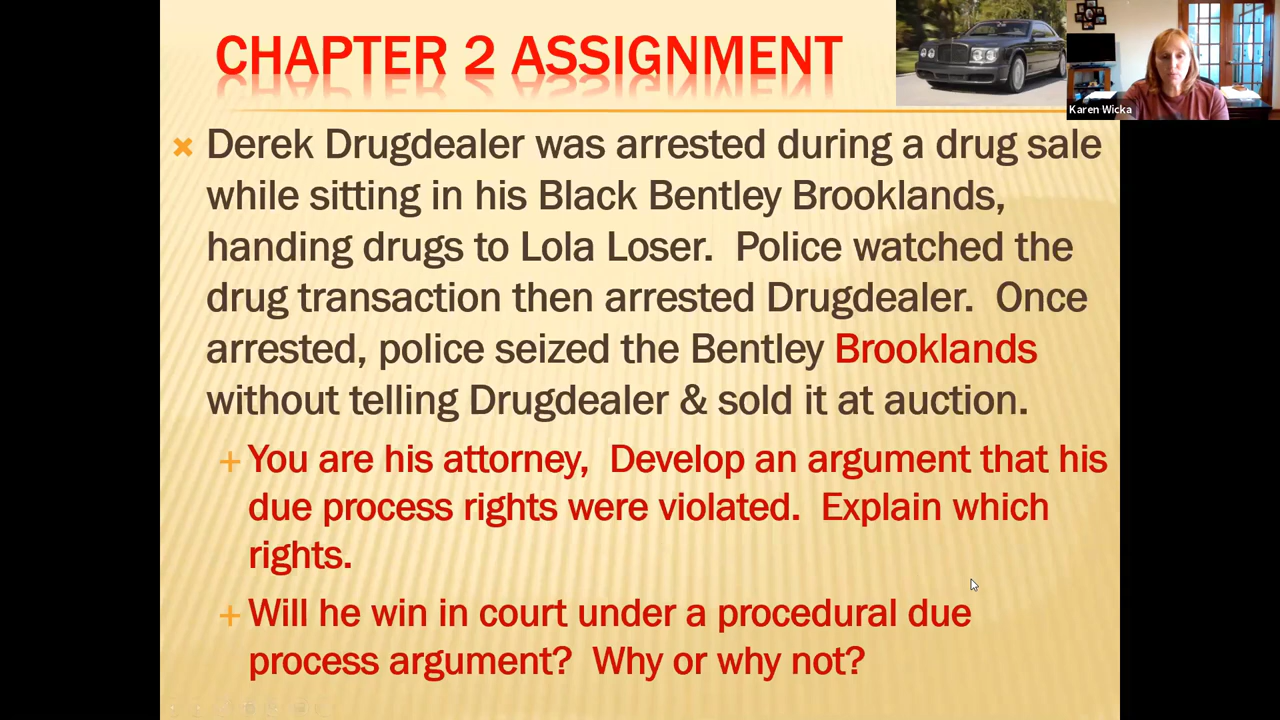 CHAPTER 2 ASSIGNMENT
Karen Wicka
Derek Drugdealer was arrested during a drug sale
while sitting in his Black Bentley Brooklands,
handing drugs to Lola Loser.  Police watched the
drug transaction then arrested Drugdealer.  Once
arrested, police seized the Bentley Brooklands
without telling Drugdealer & sold it at auction.
You are his attorney,  Develop an argument that his
due process rights were violated.  Explain which
rights.
Will he win in court under a procedural due
process argument?  Why or why not?